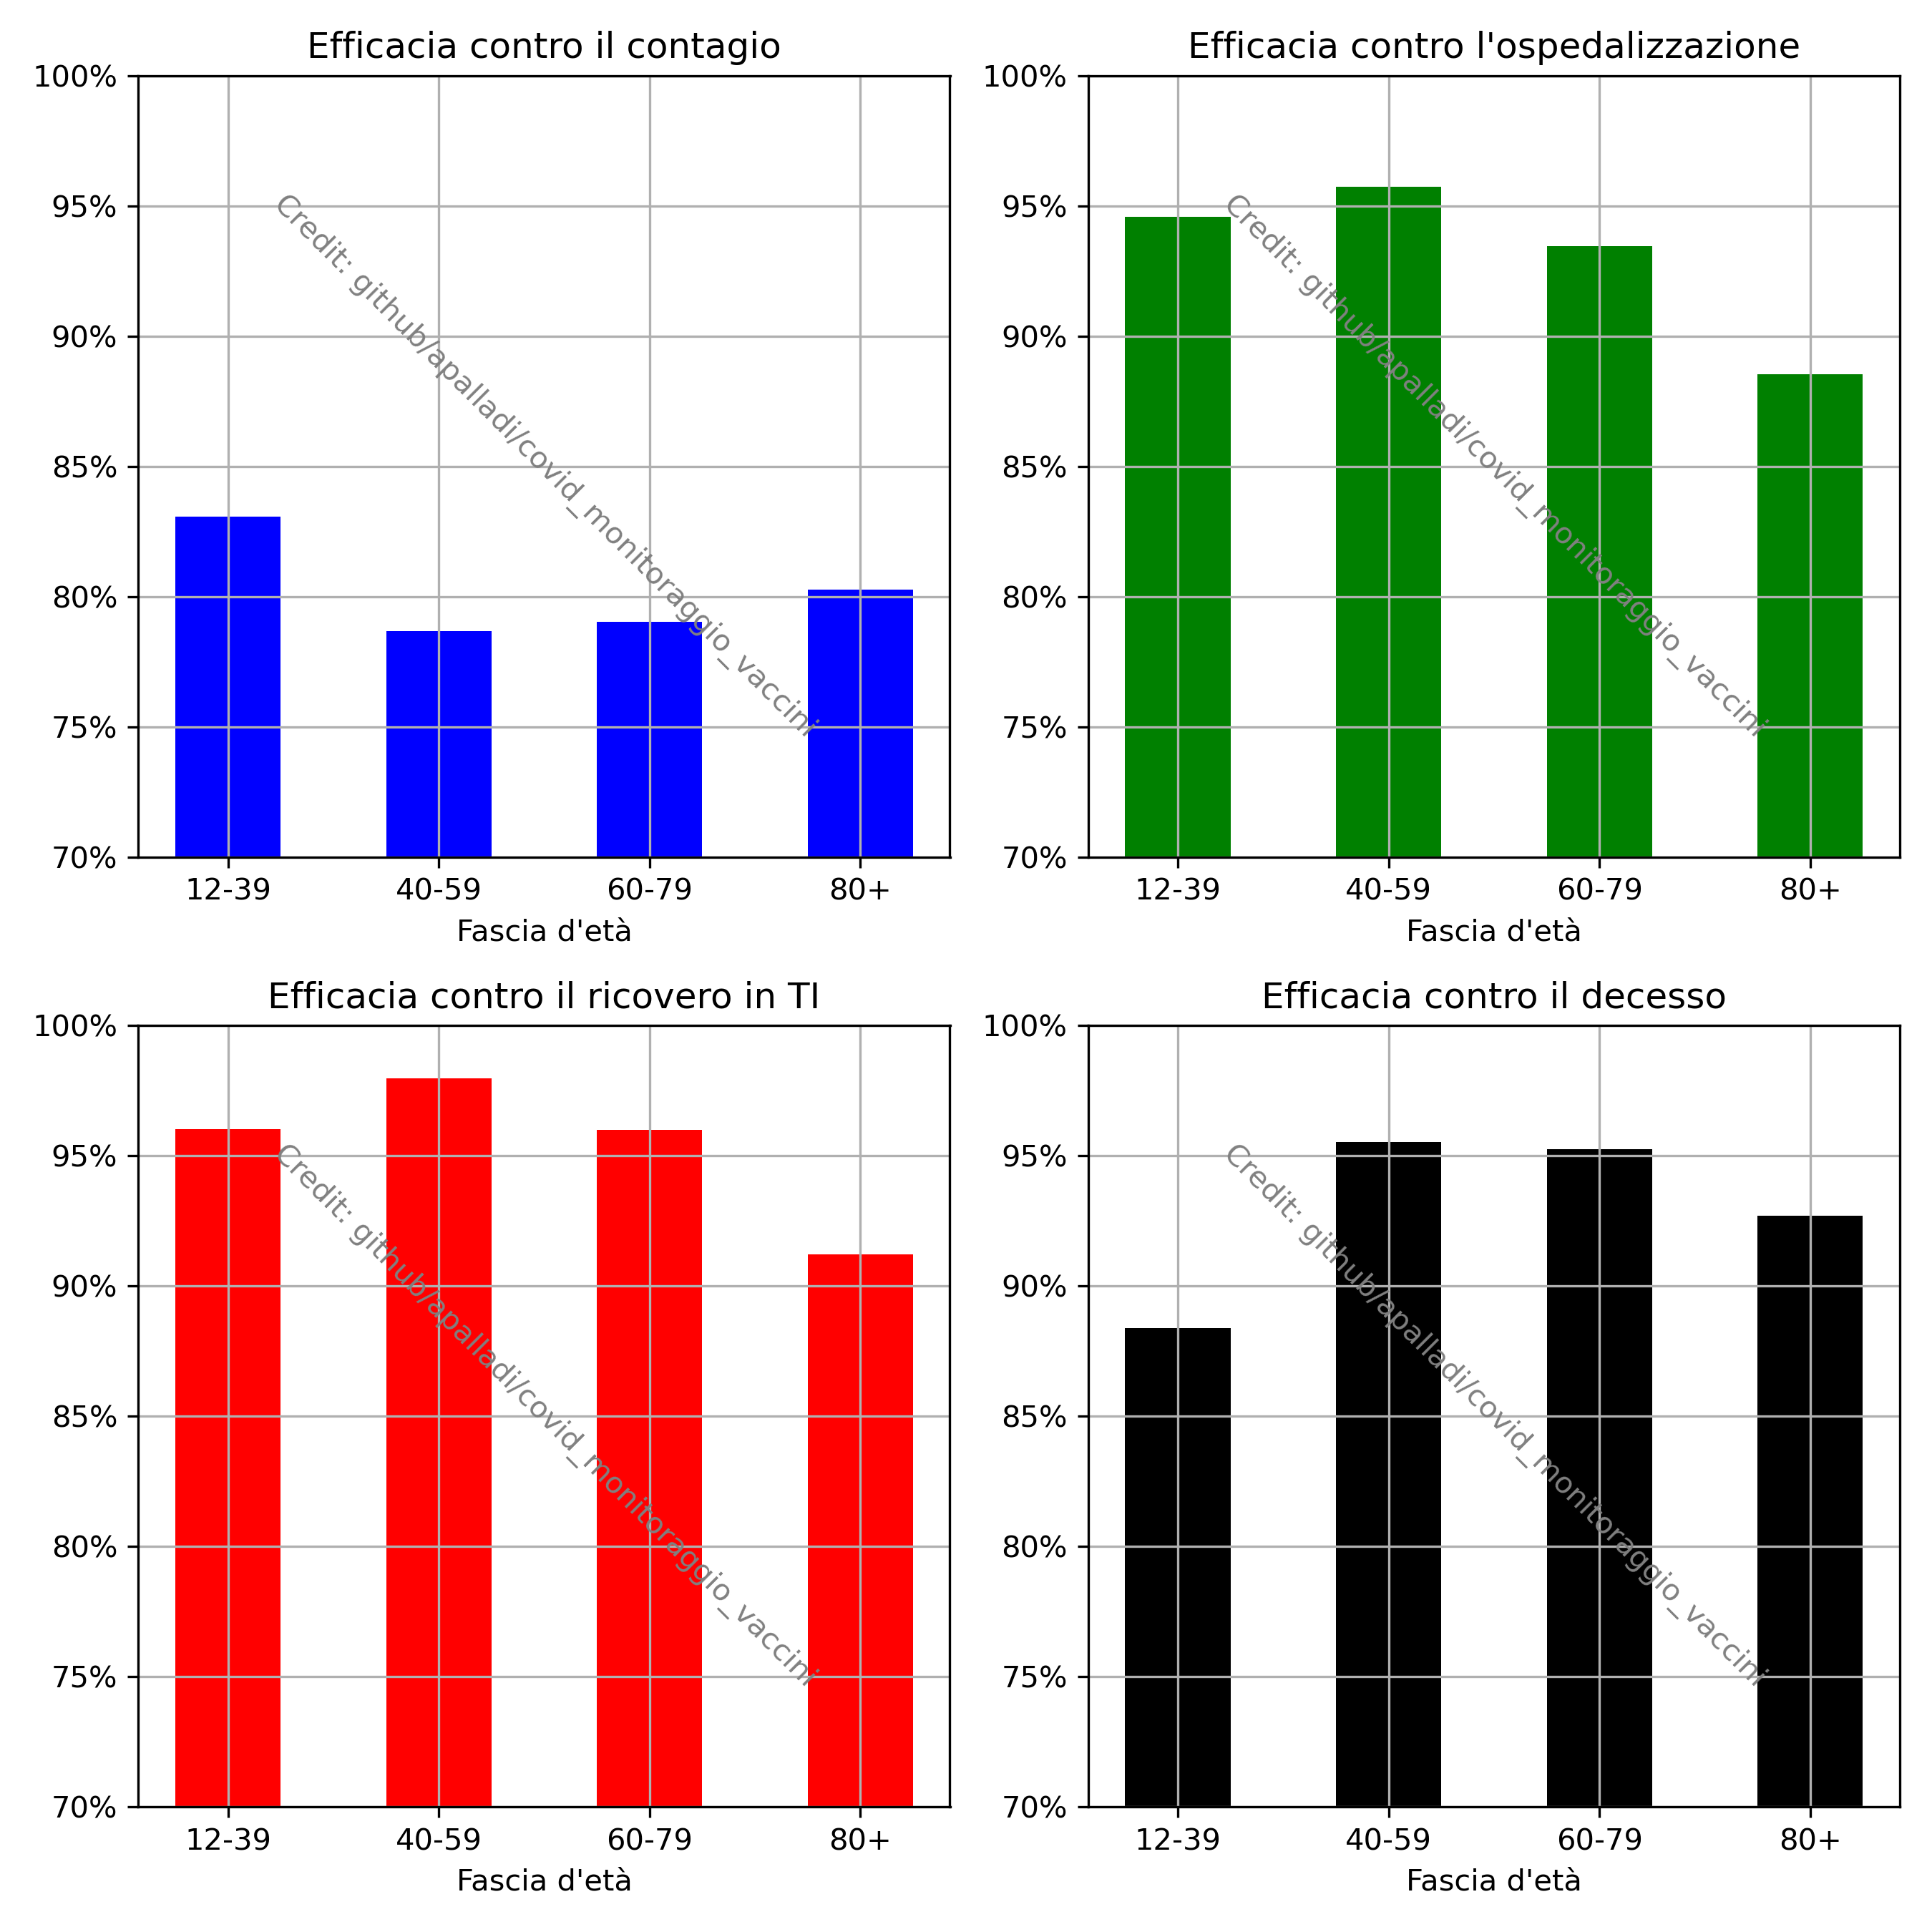 Efficacia contro il contagio
100%
95%
90%
85%
80%
75%
70%
12-39 40-59 60-79 80+
Fascia d'età
Credit: github/apalladi/covid_monitoraggio_vaccini
Efficacia contro l'ospedalizzazione
100%
95%
90%
85%
80%
75%
70%
12-39 40-59 60-79 80+
Fascia d'età
Credit: github/apalladi/covid_monitoraggio_vaccini
Efficacia contro il ricovero in TI
100%
95%
90%
85%
80%
75%
70%
12-39 40-59 60-79 80+
Fascia d'età
Credit: github/apalladi/covid_monitoraggio_vaccini
Efficacia contro il decesso
100%
95%
90%
85%
80%
75%
70%
12-39 40-59 60-79 80+
Fascia d'età
Credit: github/apalladi/covid_monitoraggio_vaccini